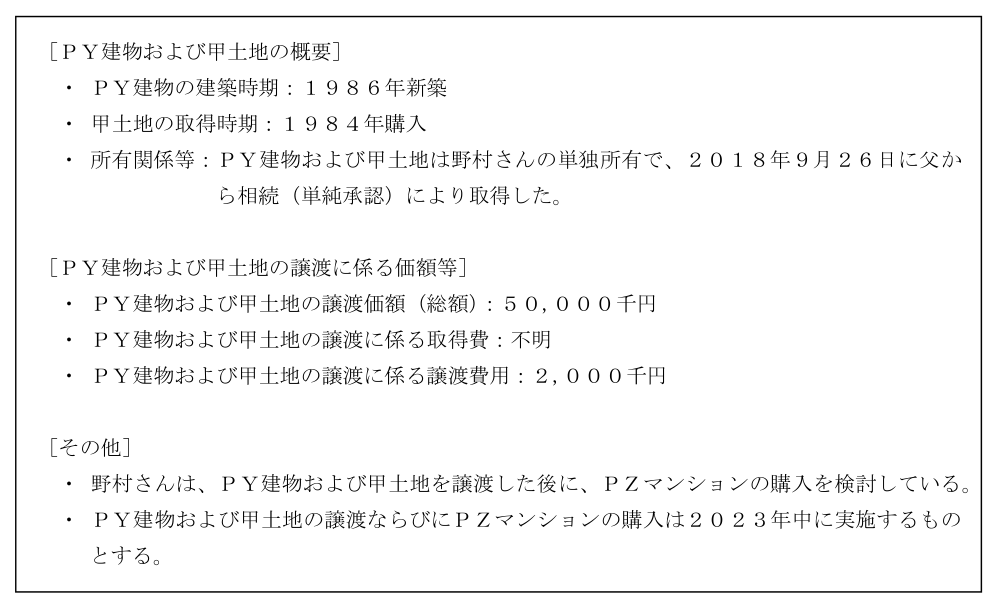 ［ＰＹ建物および甲土地の概要］
・ ＰＹ建物の建築時期：１９８６年新築
・ 甲土地の取得時期：１９８４年購入
・ 所有関係等：ＰＹ建物および甲土地は野村さんの単独所有で、２０１８年９月２６日に父か
ら相続（単純承認）により取得した。
［ＰＹ建物および甲土地の譲渡に係る価額等］
・ ＰＹ建物および甲土地の譲渡価額（総額）：５０，０００千円
・ ＰＹ建物および甲土地の譲渡に係る取得費：不明
・ ＰＹ建物および甲土地の譲渡に係る譲渡費用：２，０００千円
［その他］
・ 野村さんは、ＰＹ建物および甲土地を譲渡した後に、ＰＺマンションの購入を検討している。
・ ＰＹ建物および甲土地の譲渡ならびにＰＺマンションの購入は２０２３年中に実施するもの
とする。